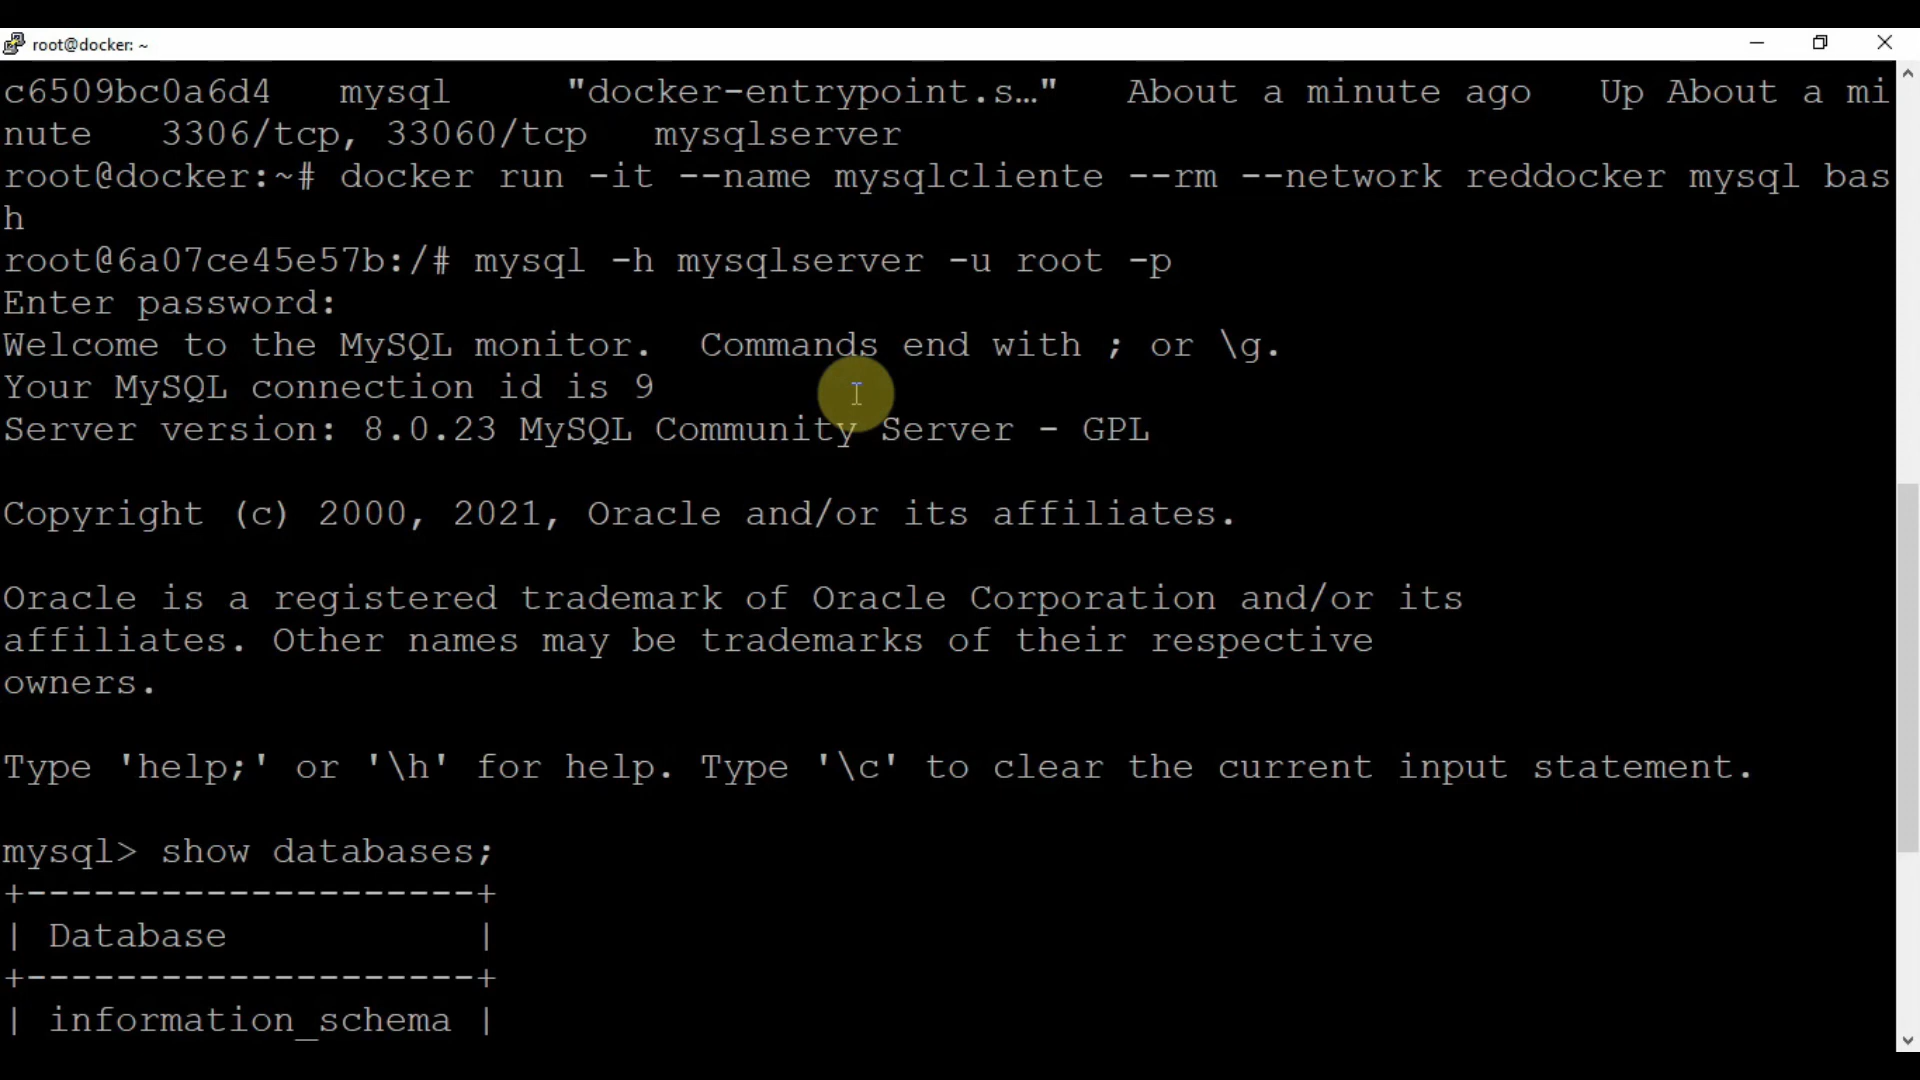 root@docker: ~
c6509bc0a6d4   mysql     "docker-entrypoint.s…"   About a minute ago   Up About a mi
nute   3306/tcp, 33060/tcp   mysqlserver
root@docker:~# docker run -it --name mysqlcliente --rm --network reddocker mysql bas
h
root@6a07ce45e57b:/# mysql -h mysqlserver -u root -p
Enter password:
Welcome to the MySQL monitor.  Commands end with ; or \g.
Your MySQL connection id is 9
Server version: 8.0.23 MySQL Community Server - GPL
Copyright (c) 2000, 2021, Oracle and/or its affiliates.
Oracle is a registered trademark of Oracle Corporation and/or its
affiliates. Other names may be trademarks of their respective
owners.
Type 'help;' or '\h' for help. Type '\c' to clear the current input statement.
mysql> show databases;
+--------------------+
| Database           |
+--------------------+
| information_schema |